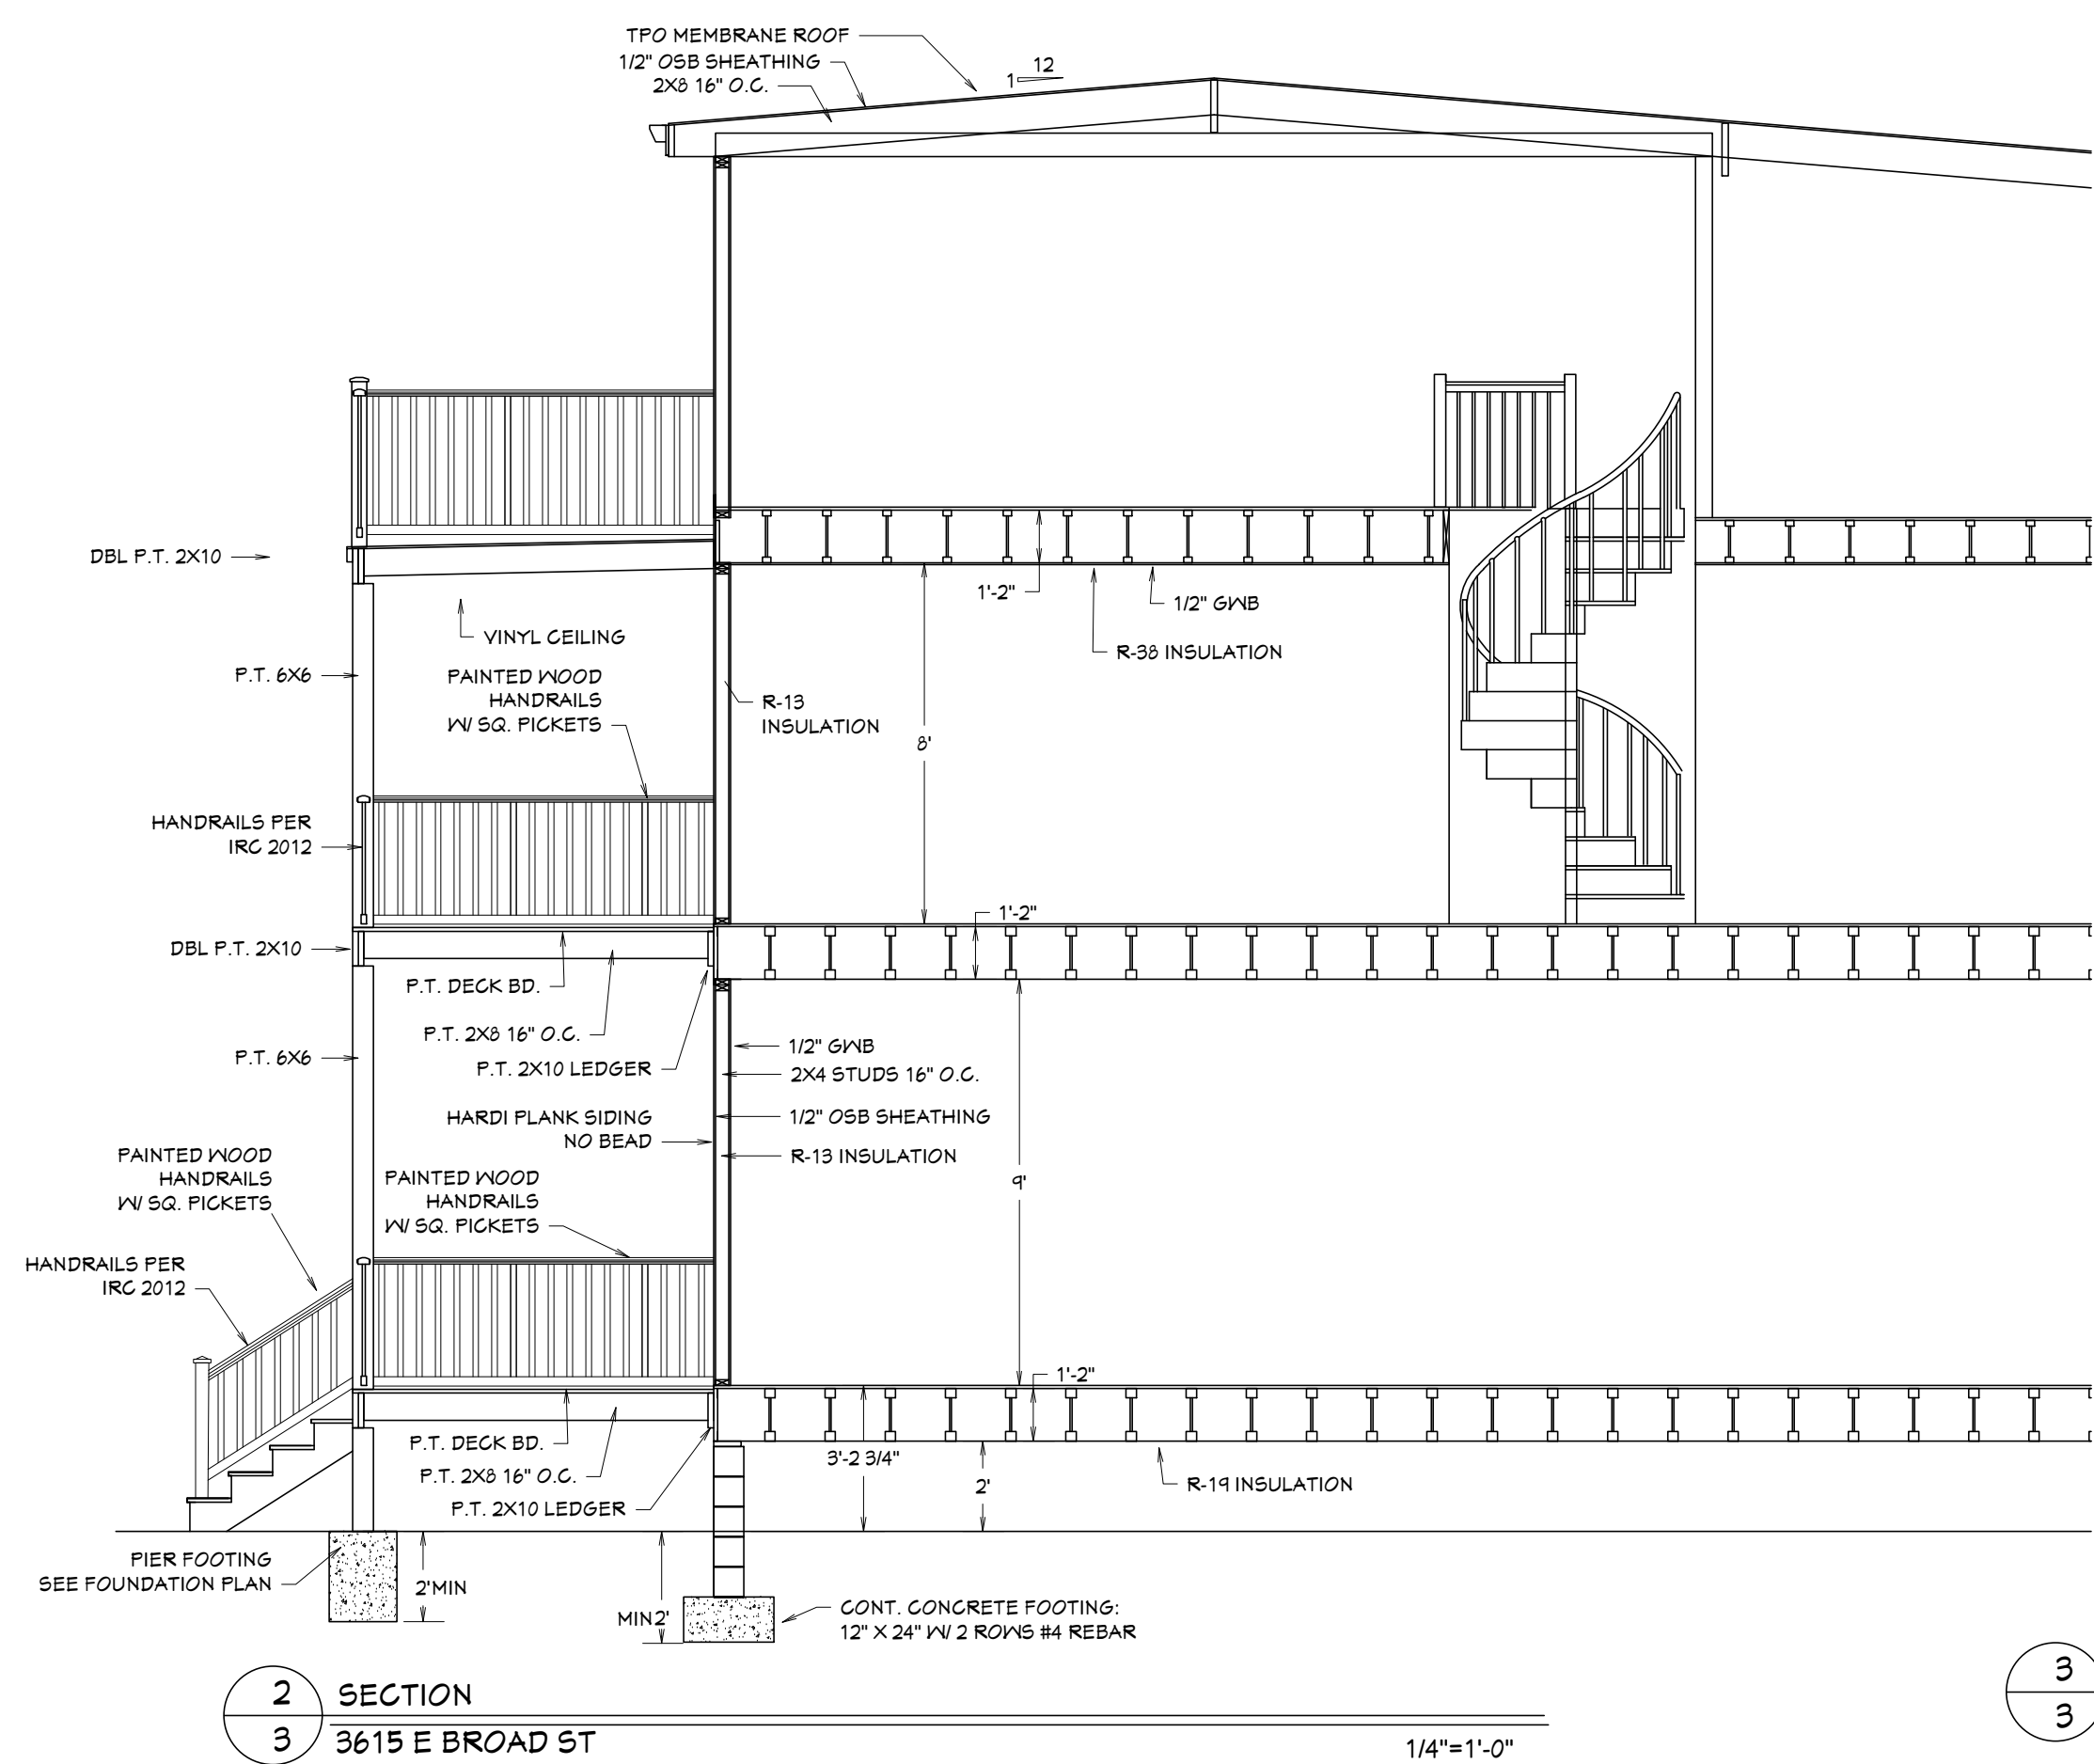 TPO MEMBRANE ROOF
1/2" OSB SHEATHING
2X8 16" O.C.
12
1
DBL P.T. 2X10
1'-2"
1/2" GWB
VINYL CEILING
R-38 INSULATION
P.T. 6X6
PAINTED WOOD
HANDRAILS
W/ SQ. PICKETS
R-13
INSULATION
8'
HANDRAILS PER
IRC 2012
1'-2"
DBL P.T. 2X10
P.T. DECK BD.
P.T. 2X8 16" O.C.
P.T. 2X10 LEDGER
P.T. 6X6
1/2" GWB
2X4 STUDS 16" O.C.
HARDI PLANK SIDING
NO BEAD
1/2" OSB SHEATHING
R-13 INSULATION
PAINTED WOOD
HANDRAILS
W/ SQ. PICKETS
PAINTED WOOD
HANDRAILS
W/ SQ. PICKETS
9'
HANDRAILS PER
IRC 2012
1'-2"
P.T. DECK BD.
P.T. 2X8 16" O.C.
P.T. 2X10 LEDGER
3'-2 3/4"
2'
R-19 INSULATION
PIER FOOTING
SEE FOUNDATION PLAN
2'MIN
MIN2'
CONT. CONCRETE FOOTING:
12" X 24" W/ 2 ROWS #4 REBAR
2
3
SECTION
3615 E BROAD ST
1/4"=1'-0"
3
3